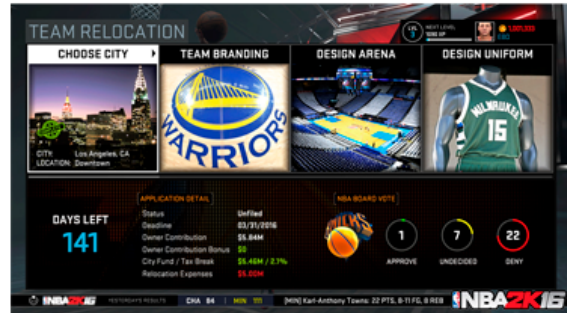 TEAM RELOCATION
LVL
NEXT LEVEL
CHOOSE CITY
TEAM BRANDING
DESIGN ARENA
DESIGN UNIFORM
CITY: Los Angeles, CA
LOCATION: Downtown
WARRIORS
MILWAUKEE
15
DAYS LEFT
141
APPLICATION DETAIL
Status Unfiled
Deadline 03/31/2016
Owner Contribution $5.84M
Owner Contribution Bonus $0
City Fund / Tax Break $5.46M / 2.1%
Relocation Expenses $5.00M
NBA BOARD VOTE
KNICKS
1
APPROVE
7
UNDECIDED
22
DENY
NBA2K16
YESTERDAY'S RESULTS
CHA 84
MIN 111
[MIN] Karl-Anthony Towns: 22 PTS, 8-11 FG, 8 REB
NBA2K16